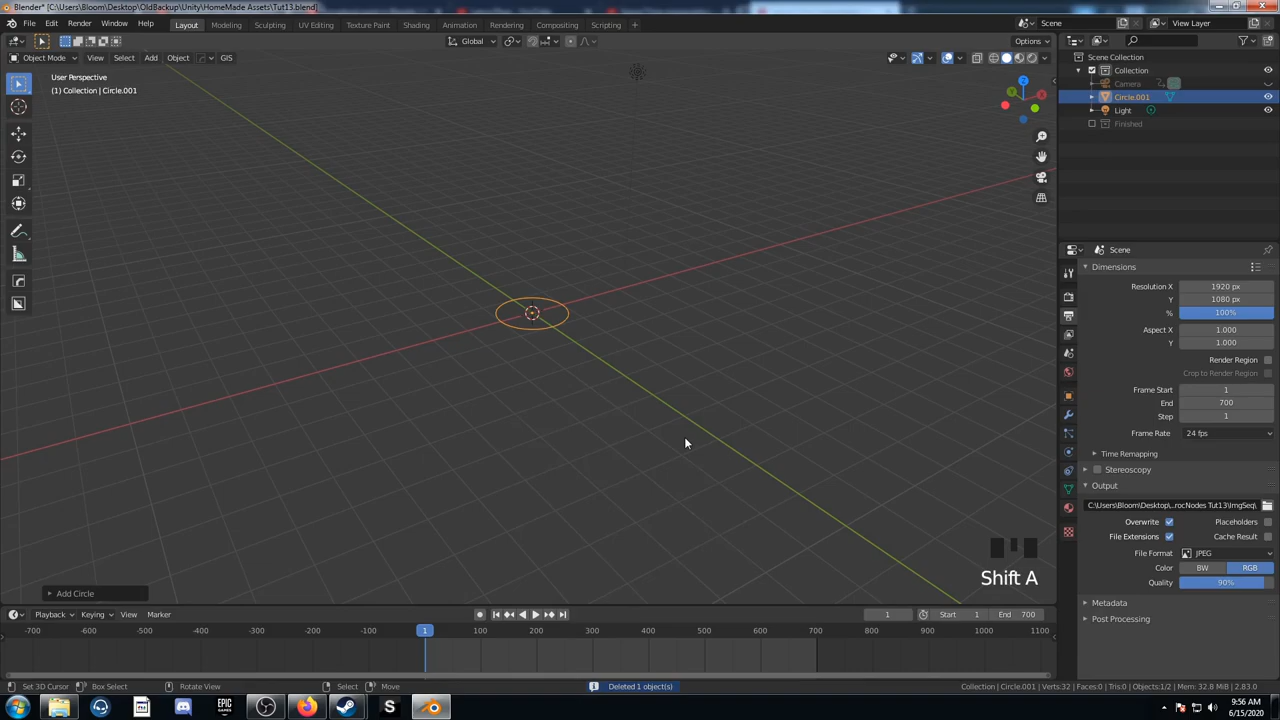 Blender* [C:\Users\Bloom\Desktop\OldBackup\Unity\HomeMade Assets\Tut13.blend]
File Edit Render Window Help Layout Modeling Sculpting UV Editing Texture Paint Shading Animation Rendering Compositing Scripting + Scene View Layer
Global Options
Object Mode View Select Add Object GIS
User Perspective
(1) Collection | Circle.001
Scene Collection
Collection
Camera
Circle.001
Light
Finished
Scene
Dimensions
Resolution X 1920 px
Y 1080 px
% 100%
Aspect X 1.000
Y 1.000
Render Region
Crop to Render Region
Frame Start 1
End 700
Step 1
Frame Rate 24 fps
Time Remapping
Stereoscopy
Output
C:\Users\Bloom\Desktop\...rocNodes Tut13\ImgSeq\
Overwrite Placeholders
File Extensions Cache Result
File Format JPEG
Color BW RGB
Quality 90%
Metadata
Post Processing
Shift A
Add Circle
Playback Keying View Marker 1 Start 1 End 700
-700 -600 -500 -400 -300 -200 -100 1 100 200 300 400 500 600 700 800 900 1000 1100
Set 3D Cursor Box Select Rotate View Select Move Deleted 1 object(s) Collection | Circle.001 | Verts:32 | Faces:0 | Tris:0 | Objects:1/2 | Mem: 32.8 MiB | 2.83.0
EPIC GAMES S
9:56 AM
6/15/2020